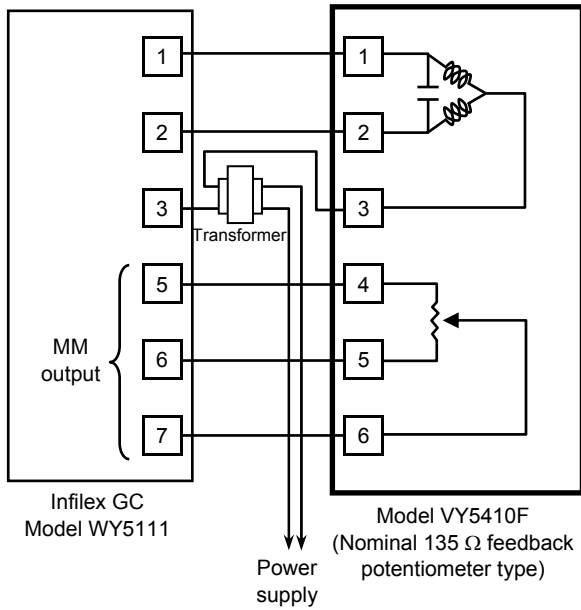 1
1
2
2
3
3
Transformer
5
4
MM
output
6
5
7
6
Infilex GC
Model WY5111
Model VY5410F
(Nominal 135 Ω feedback
potentiometer type)
Power
supply